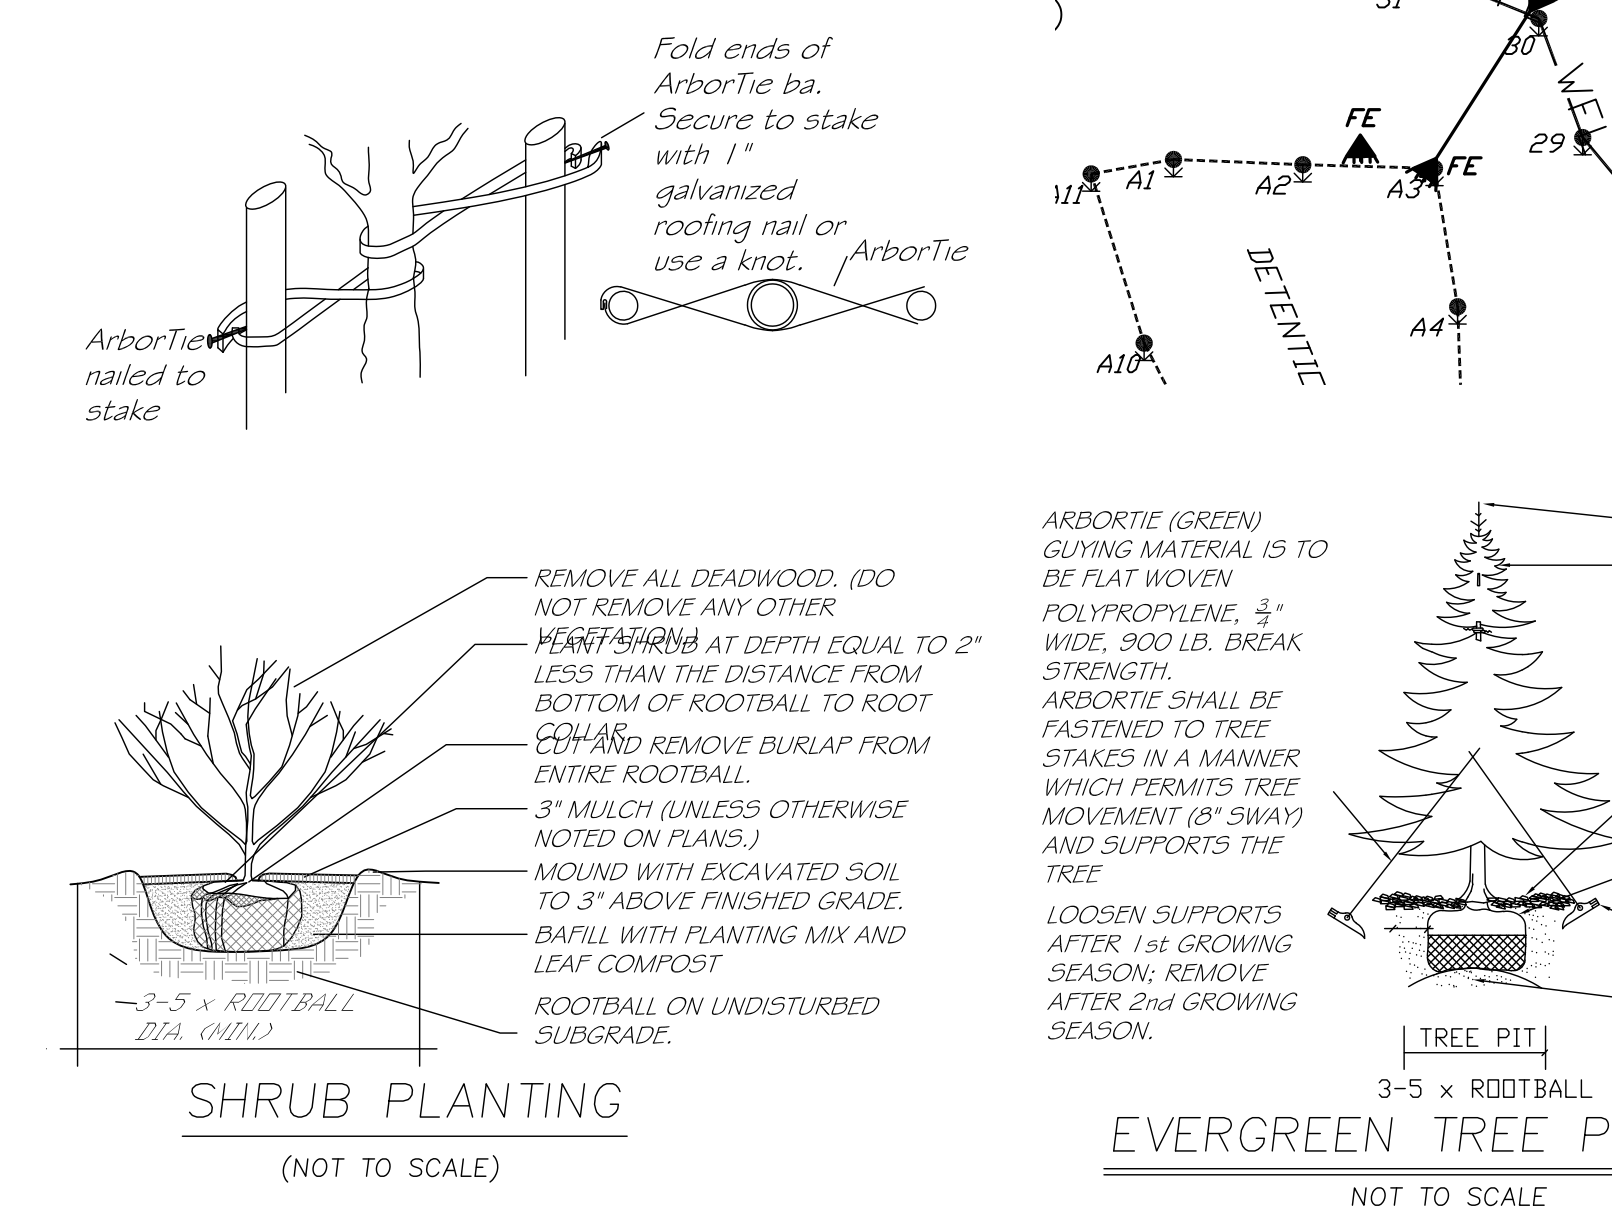 Fold ends of
ArborTie ba.
Secure to stake
with 1"
galvanized
roofing nail or
use a knot.
ArborTie
ArborTie
nailed to
stake
30
29
FE
FE
A1
A2
A3
A4
A10
DETENTIO
REMOVE ALL DEADWOOD. (DO
NOT REMOVE ANY OTHER
VEGETATION.)
PLANT SHRUB AT DEPTH EQUAL TO 2"
LESS THAN THE DISTANCE FROM
BOTTOM OF ROOTBALL TO ROOT
COLLAR.
CUT AND REMOVE BURLAP FROM
ENTIRE ROOTBALL.
3" MULCH (UNLESS OTHERWISE
NOTED ON PLANS.)
MOUND WITH EXCAVATED SOIL
TO 3" ABOVE FINISHED GRADE.
BAFILL WITH PLANTING MIX AND
LEAF COMPOST
ROOTBALL ON UNDISTURBED
SUBGRADE.
3-5 x ROOTBALL
DIA. (MIN.)
SHRUB PLANTING
(NOT TO SCALE)
ARBORTIE (GREEN)
GUYING MATERIAL IS TO
BE FLAT WOVEN
POLYPROPYLENE, 3/4"
WIDE, 900 LB. BREAK
STRENGTH.
ARBORTIE SHALL BE
FASTENED TO TREE
STAKES IN A MANNER
WHICH PERMITS TREE
MOVEMENT (8" SWAY)
AND SUPPORTS THE
TREE
LOOSEN SUPPORTS
AFTER 1st GROWING
SEASON; REMOVE
AFTER 2nd GROWING
SEASON.
TREE PIT
3-5 x ROOTBALL
EVERGREEN TREE P
NOT TO SCALE